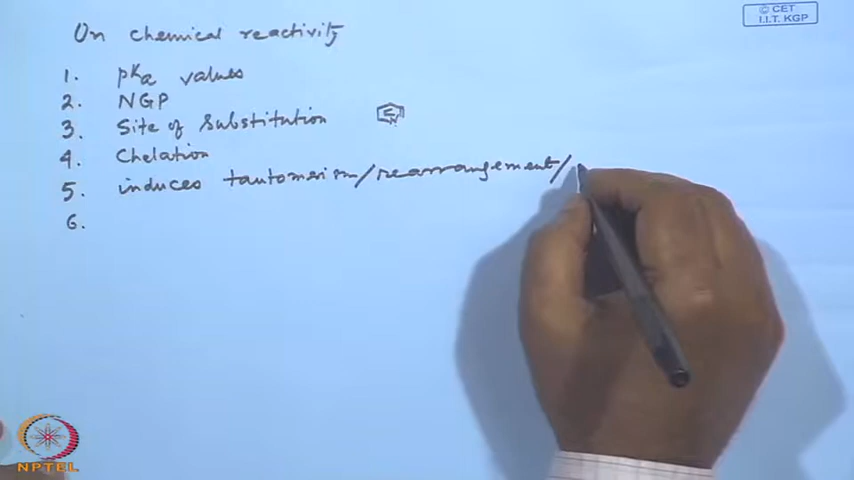 On chemical reactivity
© CET
I.I.T. KGP
1. pKa values
2. NGP
3. Site of Substitution
4. Chelation
5. induces tautomerism/rearrangement/
6.
NPTEL